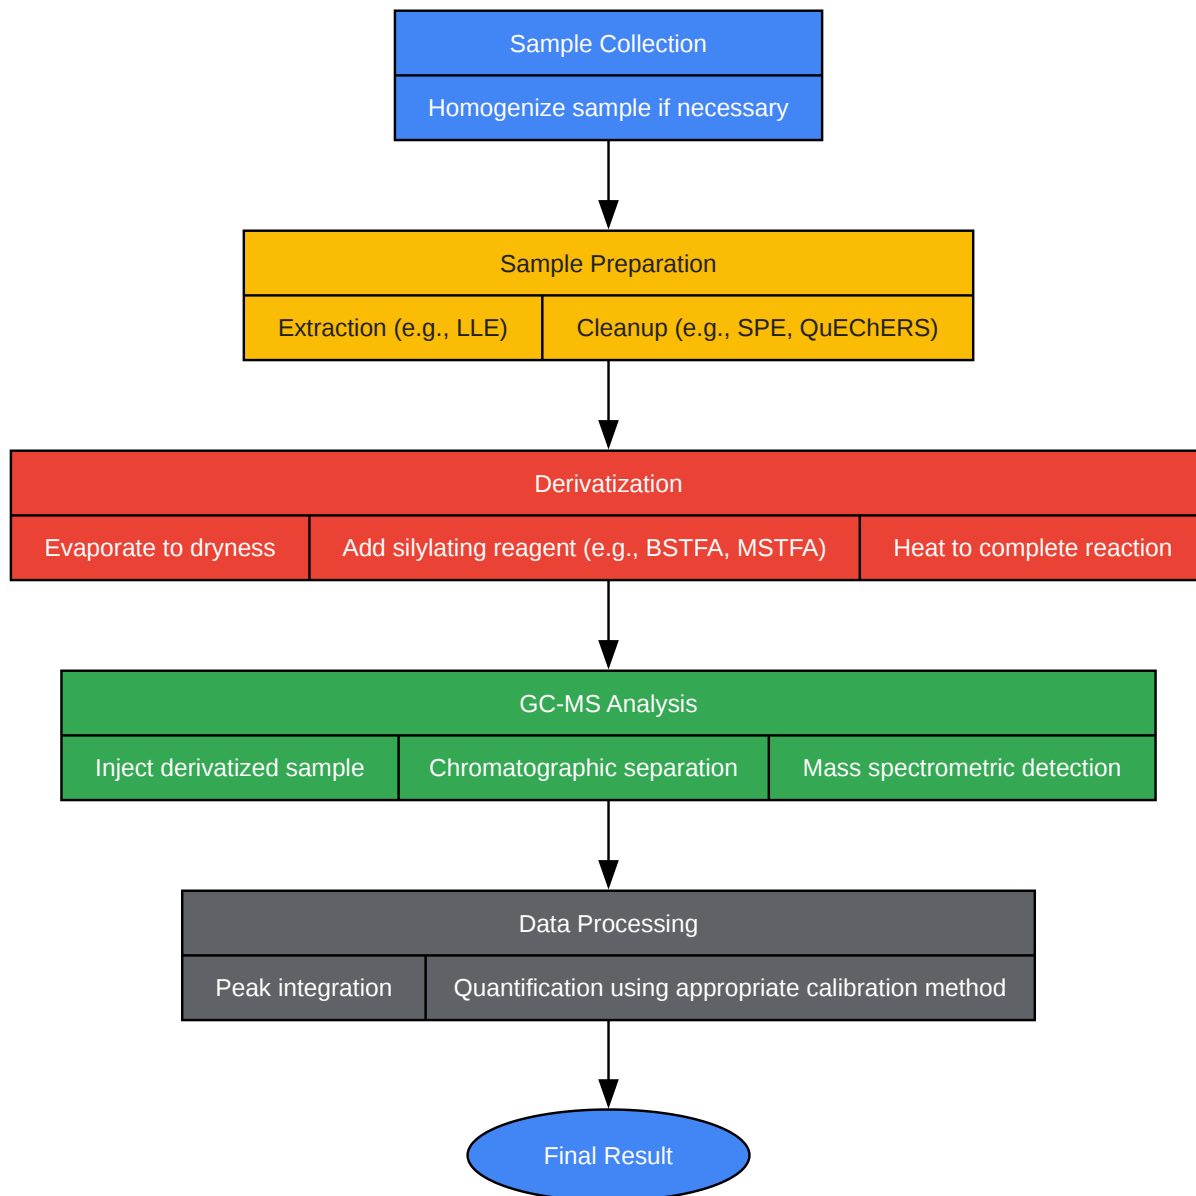 Sample Collection
Homogenize sample if necessary
Sample Preparation
Extraction (e.g., LLE)
Cleanup (e.g., SPE, QuEChERS)
Derivatization
Evaporate to dryness
Add silylating reagent (e.g., BSTFA, MSTFA)
Heat to complete reaction
GC-MS Analysis
Inject derivatized sample
Chromatographic separation
Mass spectrometric detection
Data Processing
Peak integration
Quantification using appropriate calibration method
Final Result